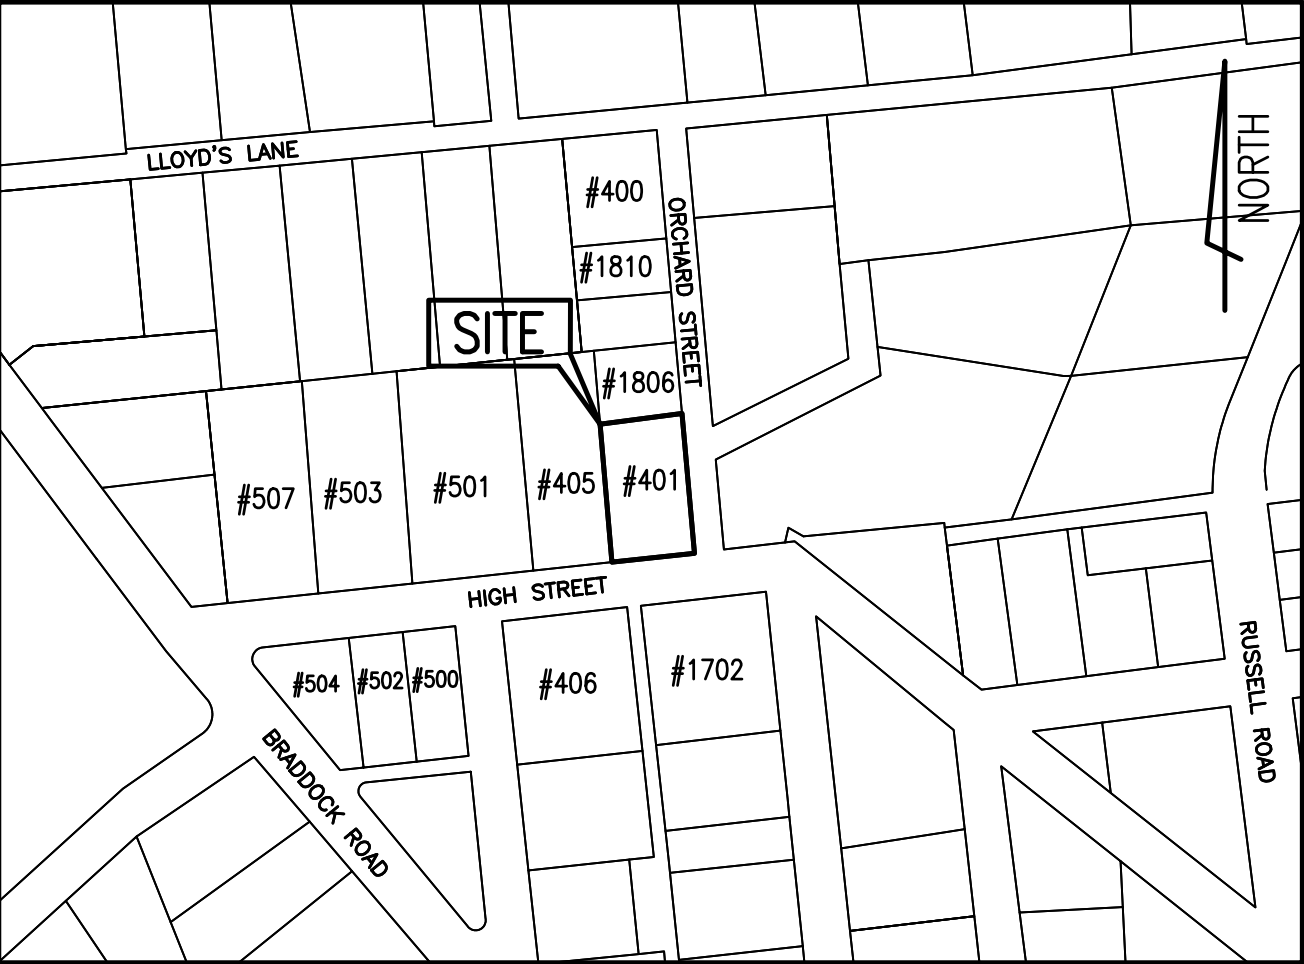 LLOYD'S LANE
NORTH
#400
ORCHARD STREET
#1810
SITE
#1806
#507
#503
#501
#405
#401
HIGH STREET
#504
#502
#500
#406
#1702
RUSSELL ROAD
BRADDOCK ROAD